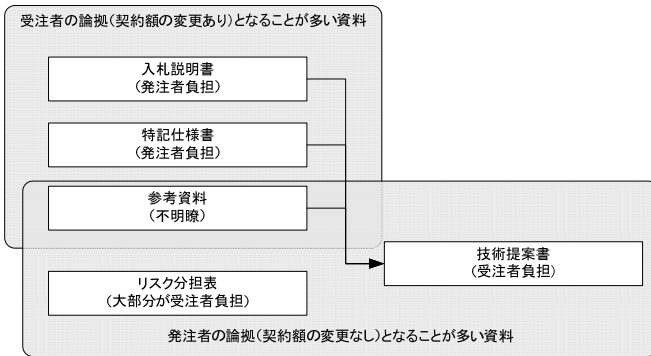 受注者の論拠(契約額の変更あり)となることが多い資料
入札説明書
(発注者負担)
特記仕様書
(発注者負担)
参考資料
(不明瞭)
技術提案書
(受注者負担)
リスク分担表
(大部分が受注者負担)
発注者の論拠(契約額の変更なし)となることが多い資料